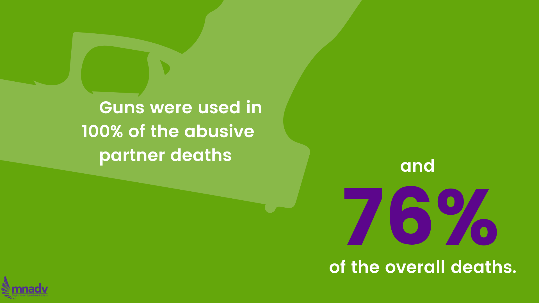 Guns were used in
100% of the abusive
partner deaths
and
76%
of the overall deaths.
mnadv